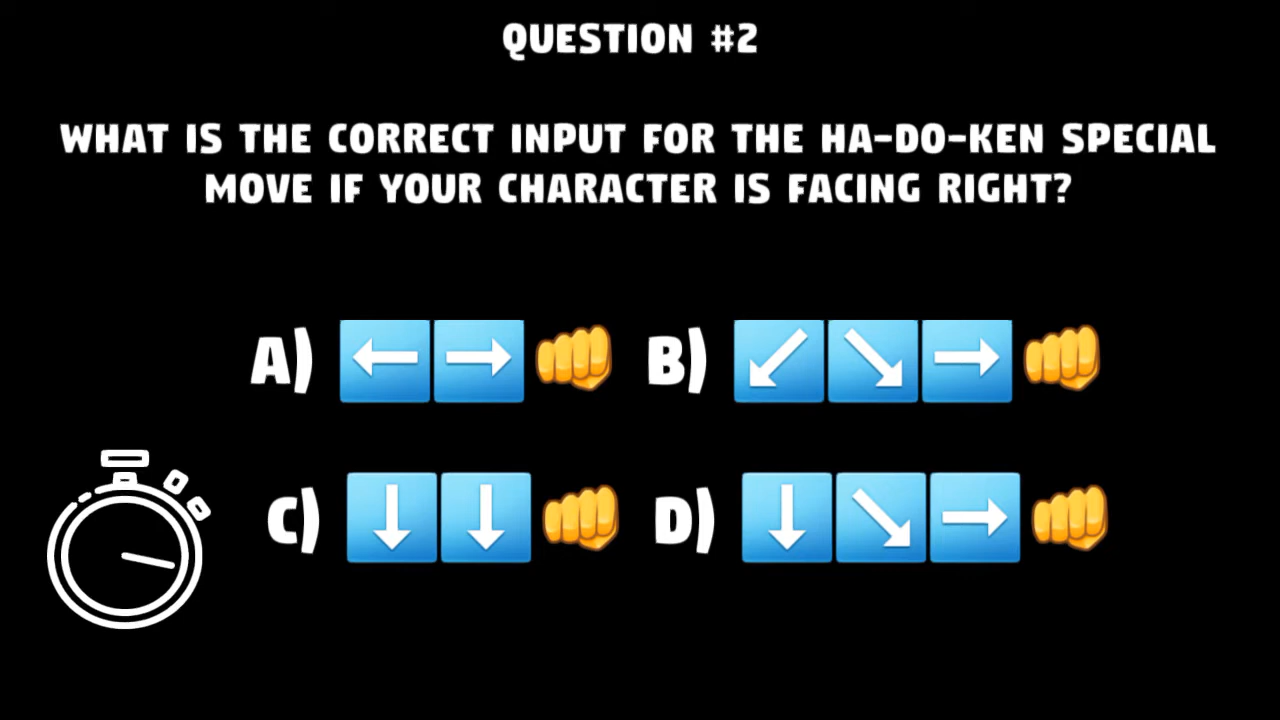 QUESTION #2
WHAT IS THE CORRECT INPUT FOR THE HA-DO-KEN SPECIAL
MOVE IF YOUR CHARACTER IS FACING RIGHT?
A) ⬅️➡️👊 B) ↙️↘️➡️👊
C) ⬇️⬇️👊 D) ⬇️↘️➡️👊